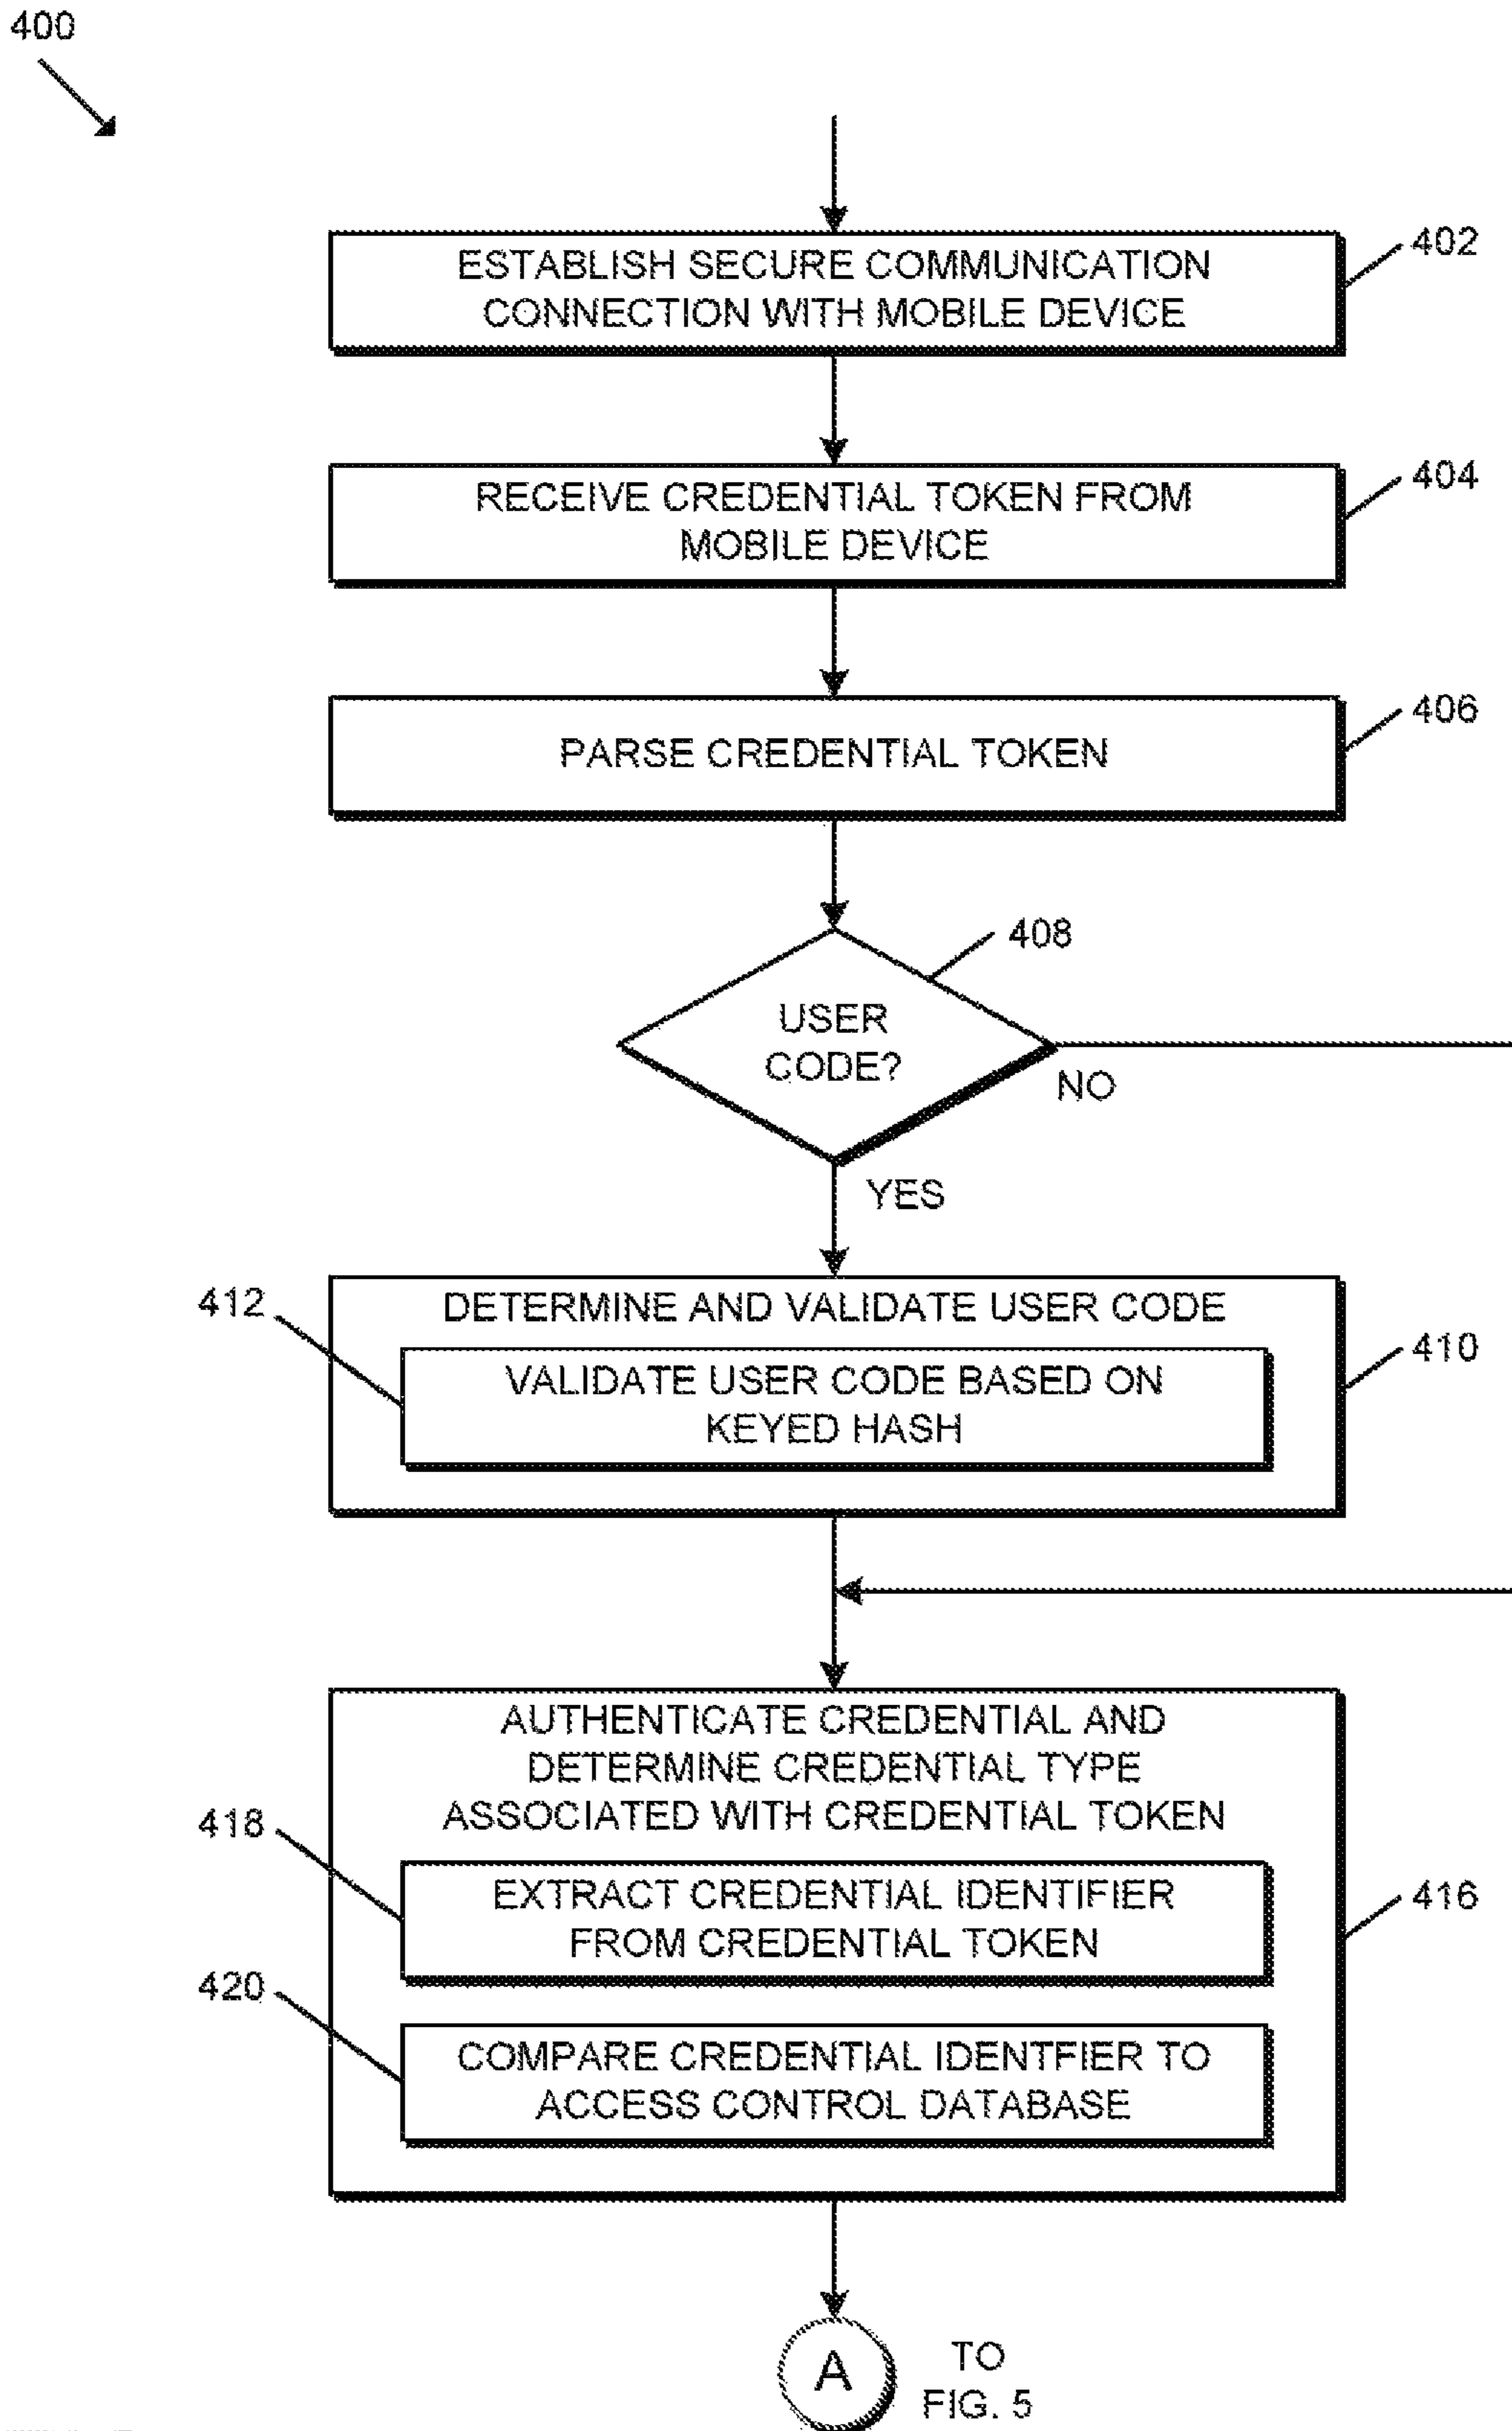 400
ESTABLISH SECURE COMMUNICATION
CONNECTION WITH MOBILE DEVICE
402
RECEIVE CREDENTIAL TOKEN FROM
MOBILE DEVICE
404
PARSE CREDENTIAL TOKEN
406
408
USER
CODE?
NO
YES
DETERMINE AND VALIDATE USER CODE
412
410
VALIDATE USER CODE BASED ON
KEYED HASH
AUTHENTICATE CREDENTIAL AND
DETERMINE CREDENTIAL TYPE
ASSOCIATED WITH CREDENTIAL TOKEN
418
EXTRACT CREDENTIAL IDENTIFIER
FROM CREDENTIAL TOKEN
416
420
COMPARE CREDENTIAL IDENTFIER TO
ACCESS CONTROL DATABASE
A
TO
FIG. 5